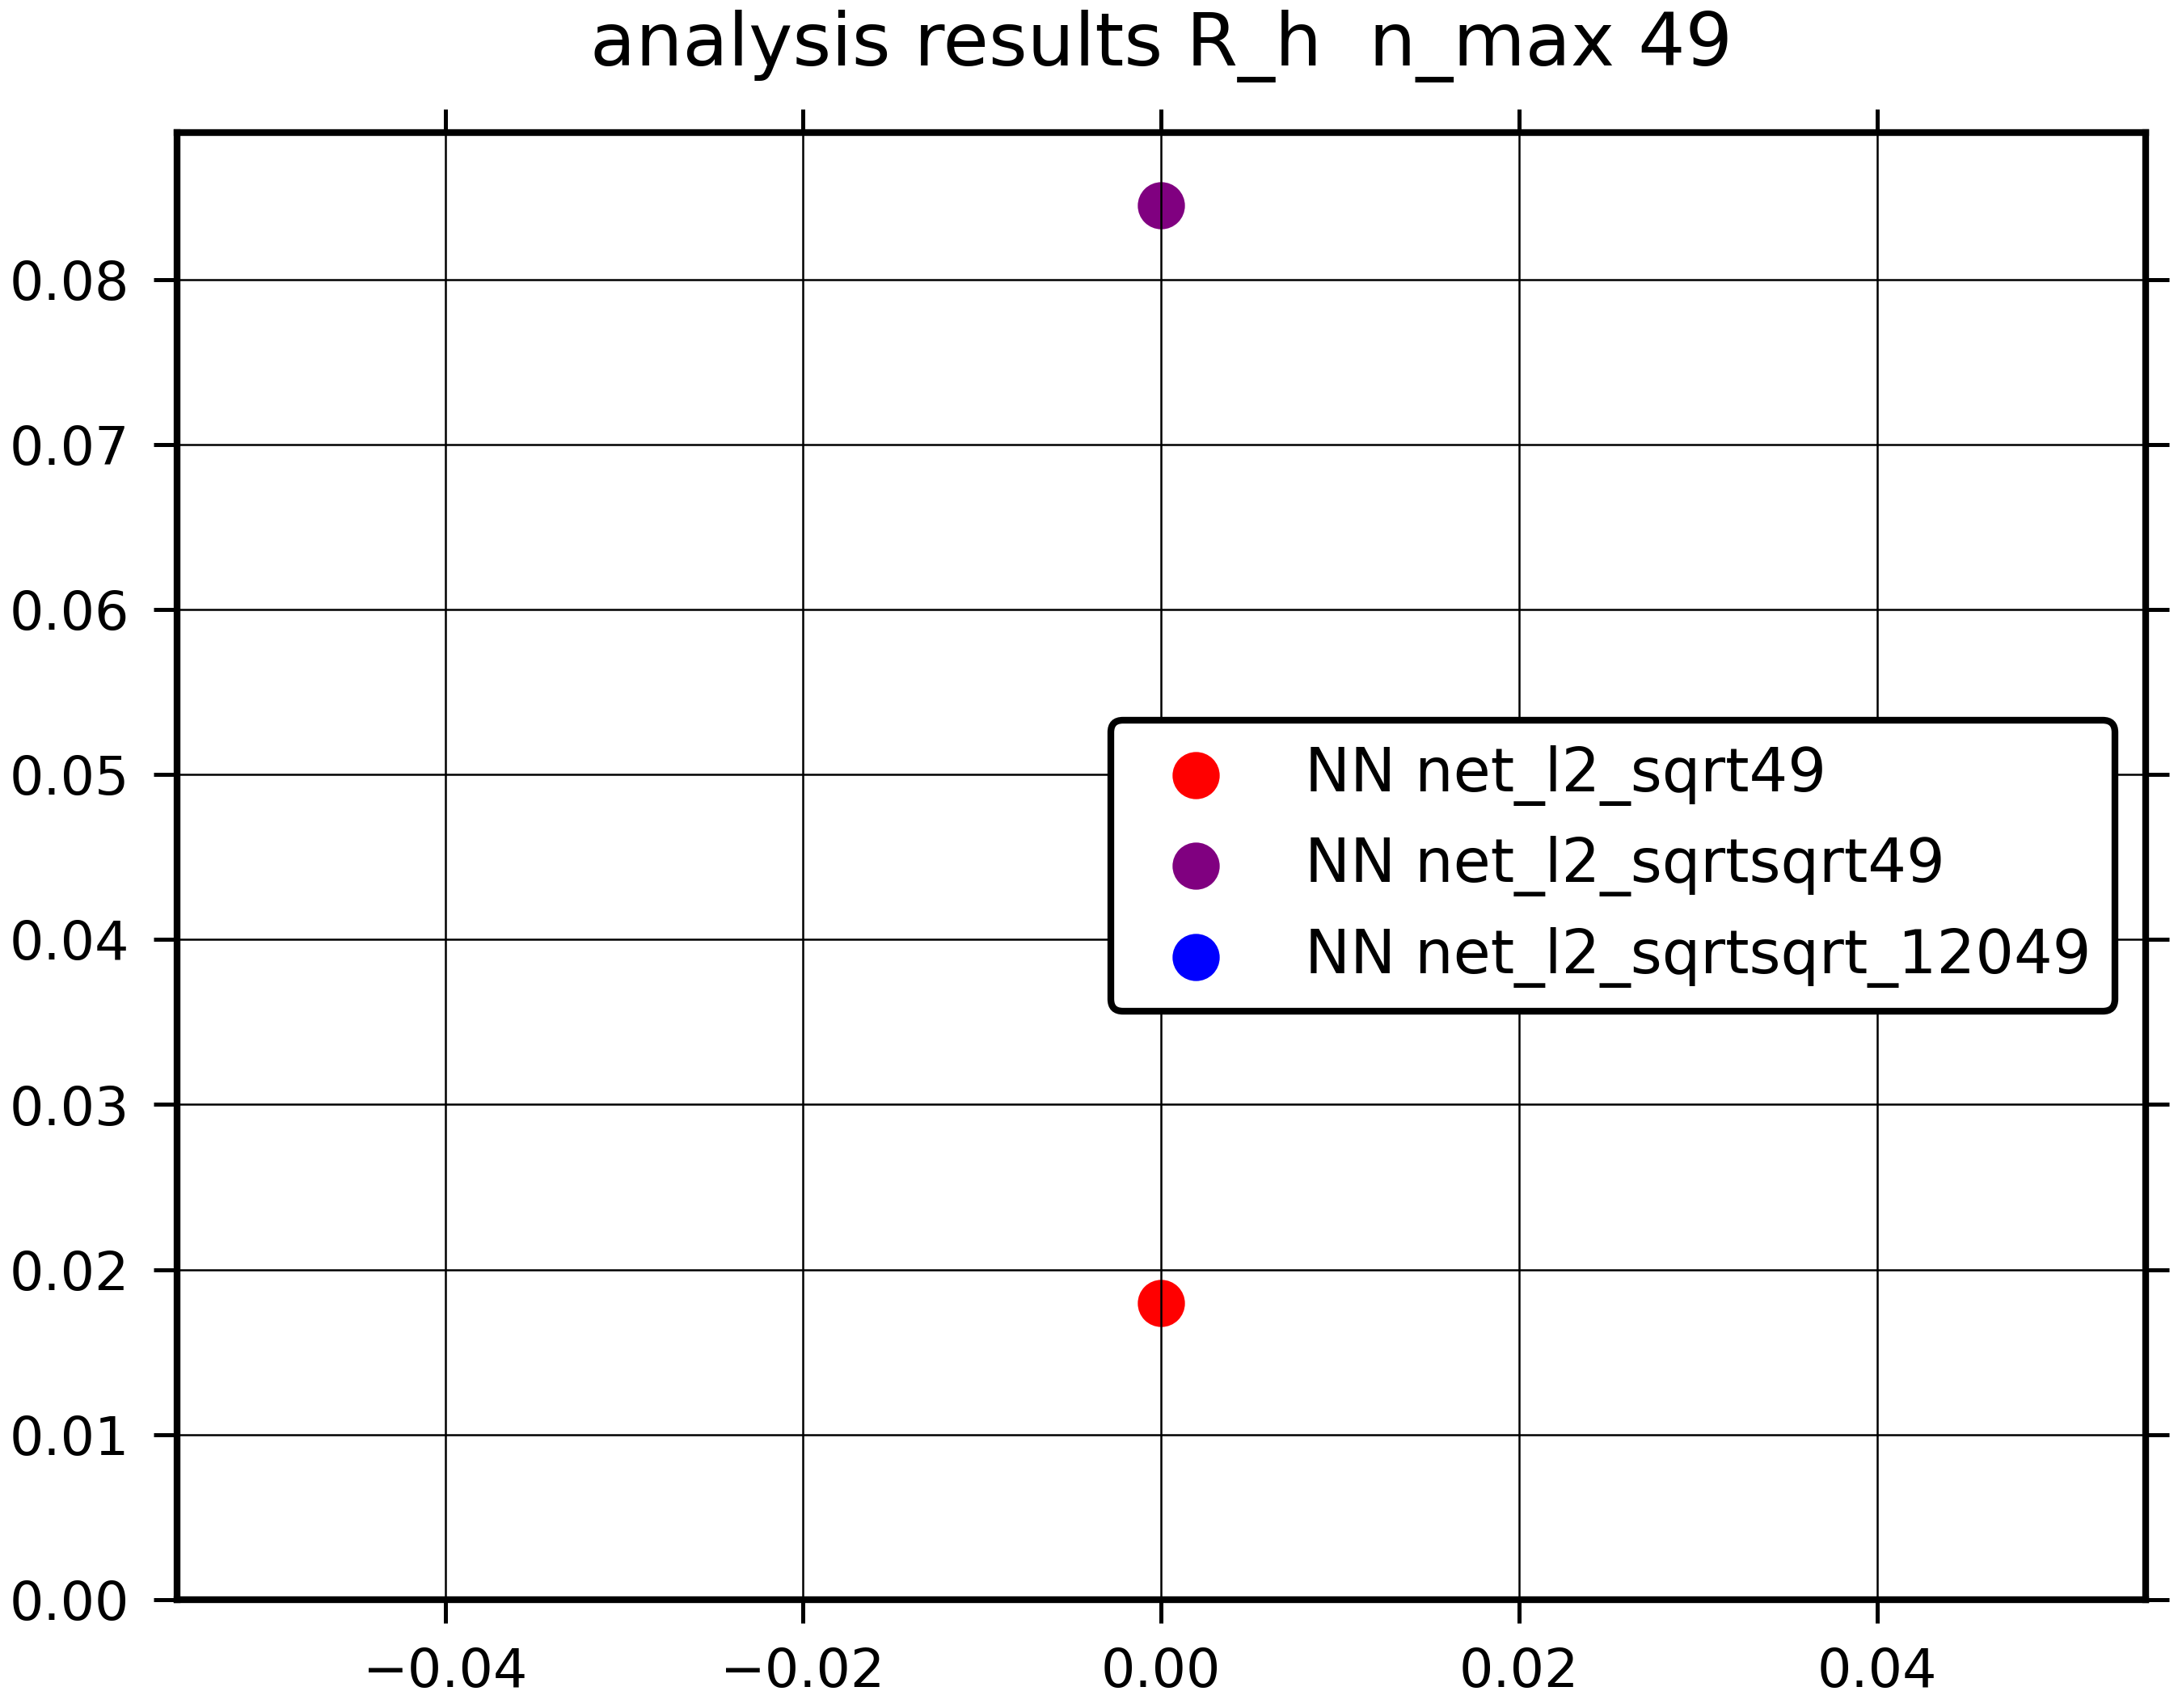 analysis results R_h  n_max 49
0.08
0.07
0.06
0.05
0.04
0.03
0.02
0.01
0.00
NN net_l2_sqrt49
NN net_l2_sqrtsqrt49
NN net_l2_sqrtsqrt_12049
−0.04 −0.02 0.00 0.02 0.04